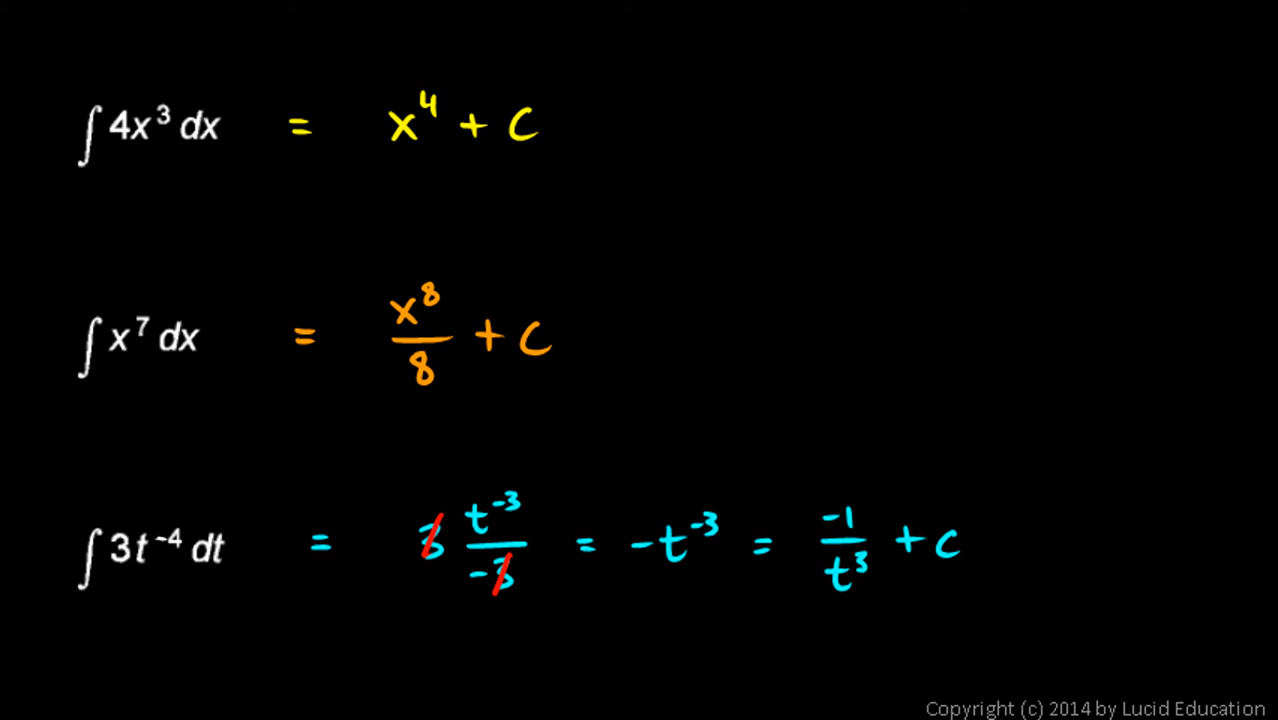 ∫ 4x³ dx = x⁴ + C
∫ x⁷ dx = x⁸/8 + C
∫ 3t⁻⁴ dt = 3 t⁻³/-3 = -t⁻³ = -1/t³ + C
Copyright (c) 2014 by Lucid Education